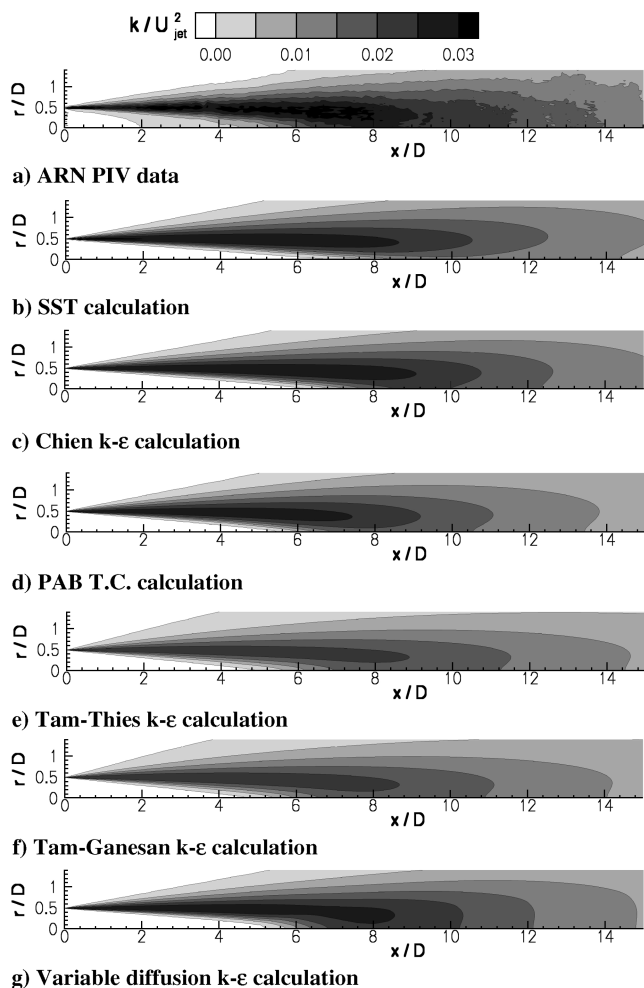 k/U²jet
0.00 0.01 0.02 0.03
r/D
1
0.5
0
0 2 4 6 8 10 12 14
x/D
a) ARN PIV data
r/D
1
0.5
0
0 2 4 6 8 10 12 14
x/D
b) SST calculation
r/D
1
0.5
0
0 2 4 6 8 10 12 14
x/D
c) Chien k-ε calculation
r/D
1
0.5
0
0 2 4 6 8 10 12 14
x/D
d) PAB T.C. calculation
r/D
1
0.5
0
0 2 4 6 8 10 12 14
x/D
e) Tam-Thies k-ε calculation
r/D
1
0.5
0
0 2 4 6 8 10 12 14
x/D
f) Tam-Ganesan k-ε calculation
r/D
1
0.5
0
0 2 4 6 8 10 12 14
x/D
g) Variable diffusion k-ε calculation